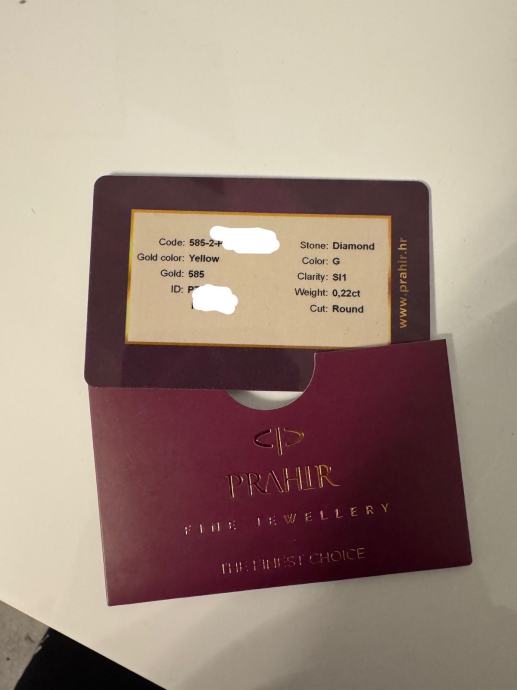 Code: 585-2-
Gold color: Yellow
Gold: 585
ID:
Stone: Diamond
Color: G
Clarity: SI1
Weight: 0,22ct
Cut: Round
www.prahir.hr
PRAHIR
FINE JEWELLERY
THE FINEST CHOICE